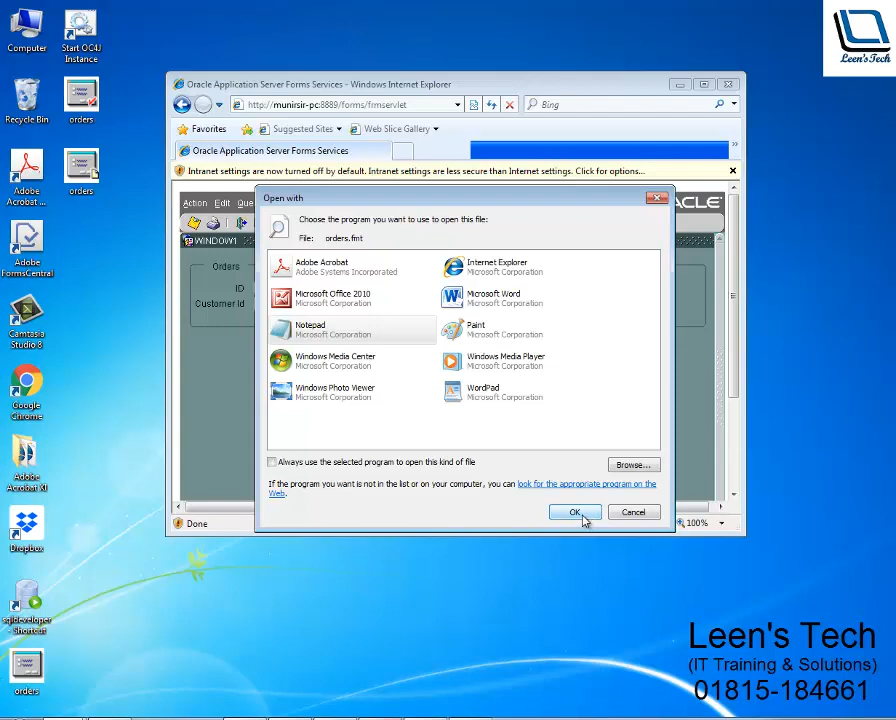 Computer
Start OC4J
Instance
Recycle Bin
orders
Adobe
Acrobat ...
orders
Adobe
FormsCentral
Camtasia
Studio 8
Google
Chrome
Adobe
Acrobat XI
Dropbox
sqldeveloper
- Shortcut
orders
Leen's Tech
Oracle Application Server Forms Services - Windows Internet Explorer
http://munirsir-pc:8889/forms/frmservlet
Bing
Favorites
Suggested Sites
Web Slice Gallery
Oracle Application Server Forms Services
Intranet settings are now turned off by default. Intranet settings are less secure than Internet settings. Click for options...
Action Edit Que
ACLE
WINDOW1
Orders
ID
Customer Id
Open with
Choose the program you want to use to open this file:
File: orders.fmt
Adobe Acrobat
Adobe Systems Incorporated
Internet Explorer
Microsoft Corporation
Microsoft Office 2010
Microsoft Corporation
Microsoft Word
Microsoft Corporation
Notepad
Microsoft Corporation
Paint
Microsoft Corporation
Windows Media Center
Microsoft Corporation
Windows Media Player
Microsoft Corporation
Windows Photo Viewer
Microsoft Corporation
WordPad
Microsoft Corporation
Always use the selected program to open this kind of file
Browse...
If the program you want is not in the list or on your computer, you can look for the appropriate program on the
Web.
OK
Cancel
Done
100%
Leen's Tech
(IT Training & Solutions)
01815-184661